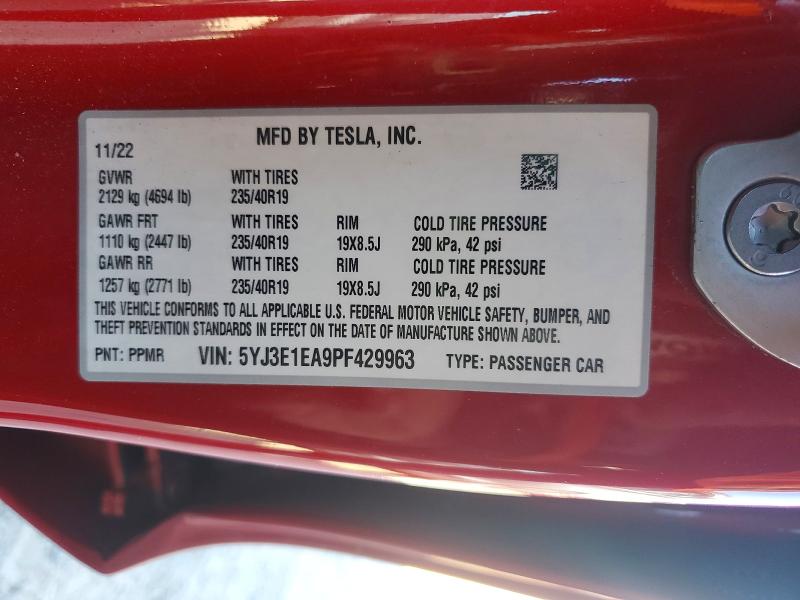 MFD BY TESLA, INC.
11/22
GVWR WITH TIRES
2129 kg (4694 lb) 235/40R19
GAWR FRT WITH TIRES RIM COLD TIRE PRESSURE
1110 kg (2447 lb) 235/40R19 19X8.5J 290 kPa, 42 psi
GAWR RR WITH TIRES RIM COLD TIRE PRESSURE
1257 kg (2771 lb) 235/40R19 19X8.5J 290 kPa, 42 psi
THIS VEHICLE CONFORMS TO ALL APPLICABLE U.S. FEDERAL MOTOR VEHICLE SAFETY, BUMPER, AND
THEFT PREVENTION STANDARDS IN EFFECT ON THE DATE OF MANUFACTURE SHOWN ABOVE.
PNT: PPMR VIN: 5YJ3E1EA9PF429963 TYPE: PASSENGER CAR